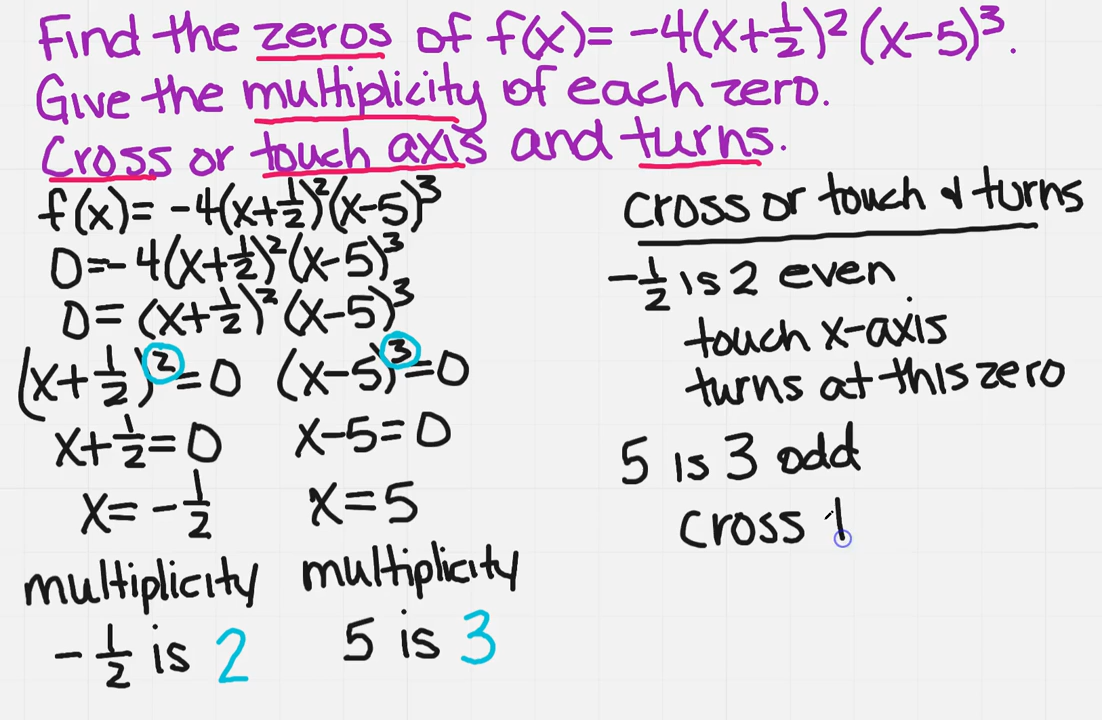 Find the zeros of f(x)= -4(x+1/2)² (x-5)³.
Give the multiplicity of each zero.
Cross or touch axis and turns.
f(x)= -4(x+1/2)²(x-5)³
0=-4(x+1/2)²(x-5)³
0= (x+1/2)² (x-5)³
(x+1/2)²=0 (x-5)³=0
x+1/2=0 x-5=0
x= -1/2 x=5
multiplicity multiplicity
-1/2 is 2 5 is 3
cross or touch & turns
-1/2 is 2 even
touch x-axis
turns at this zero
5 is 3 odd
cross